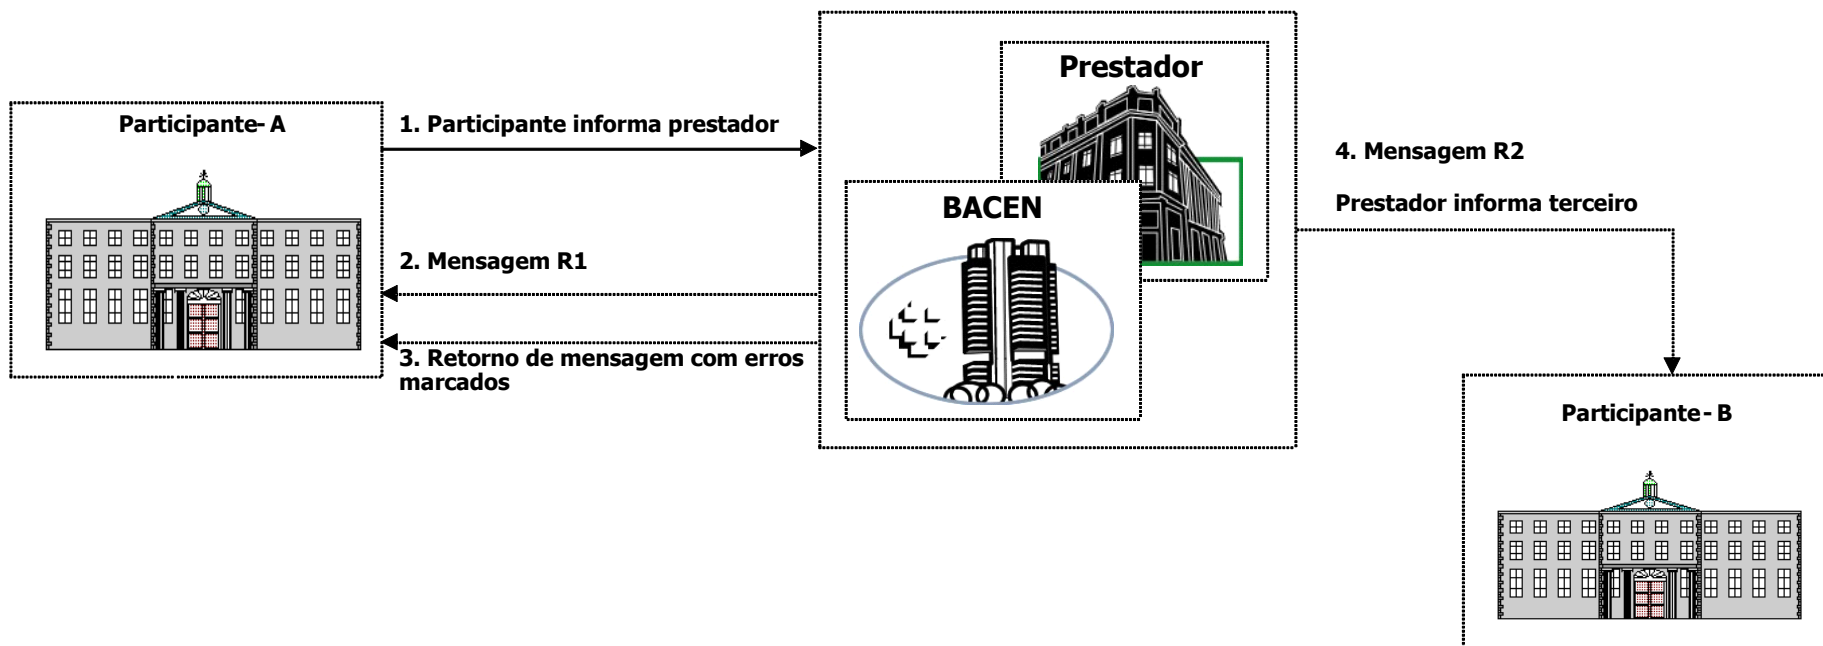 Prestador
Participante- A
1. Participante informa prestador
4. Mensagem R2
BACEN
Prestador informa terceiro
2. Mensagem R1
3. Retorno de mensagem com erros
marcados
Participante- B